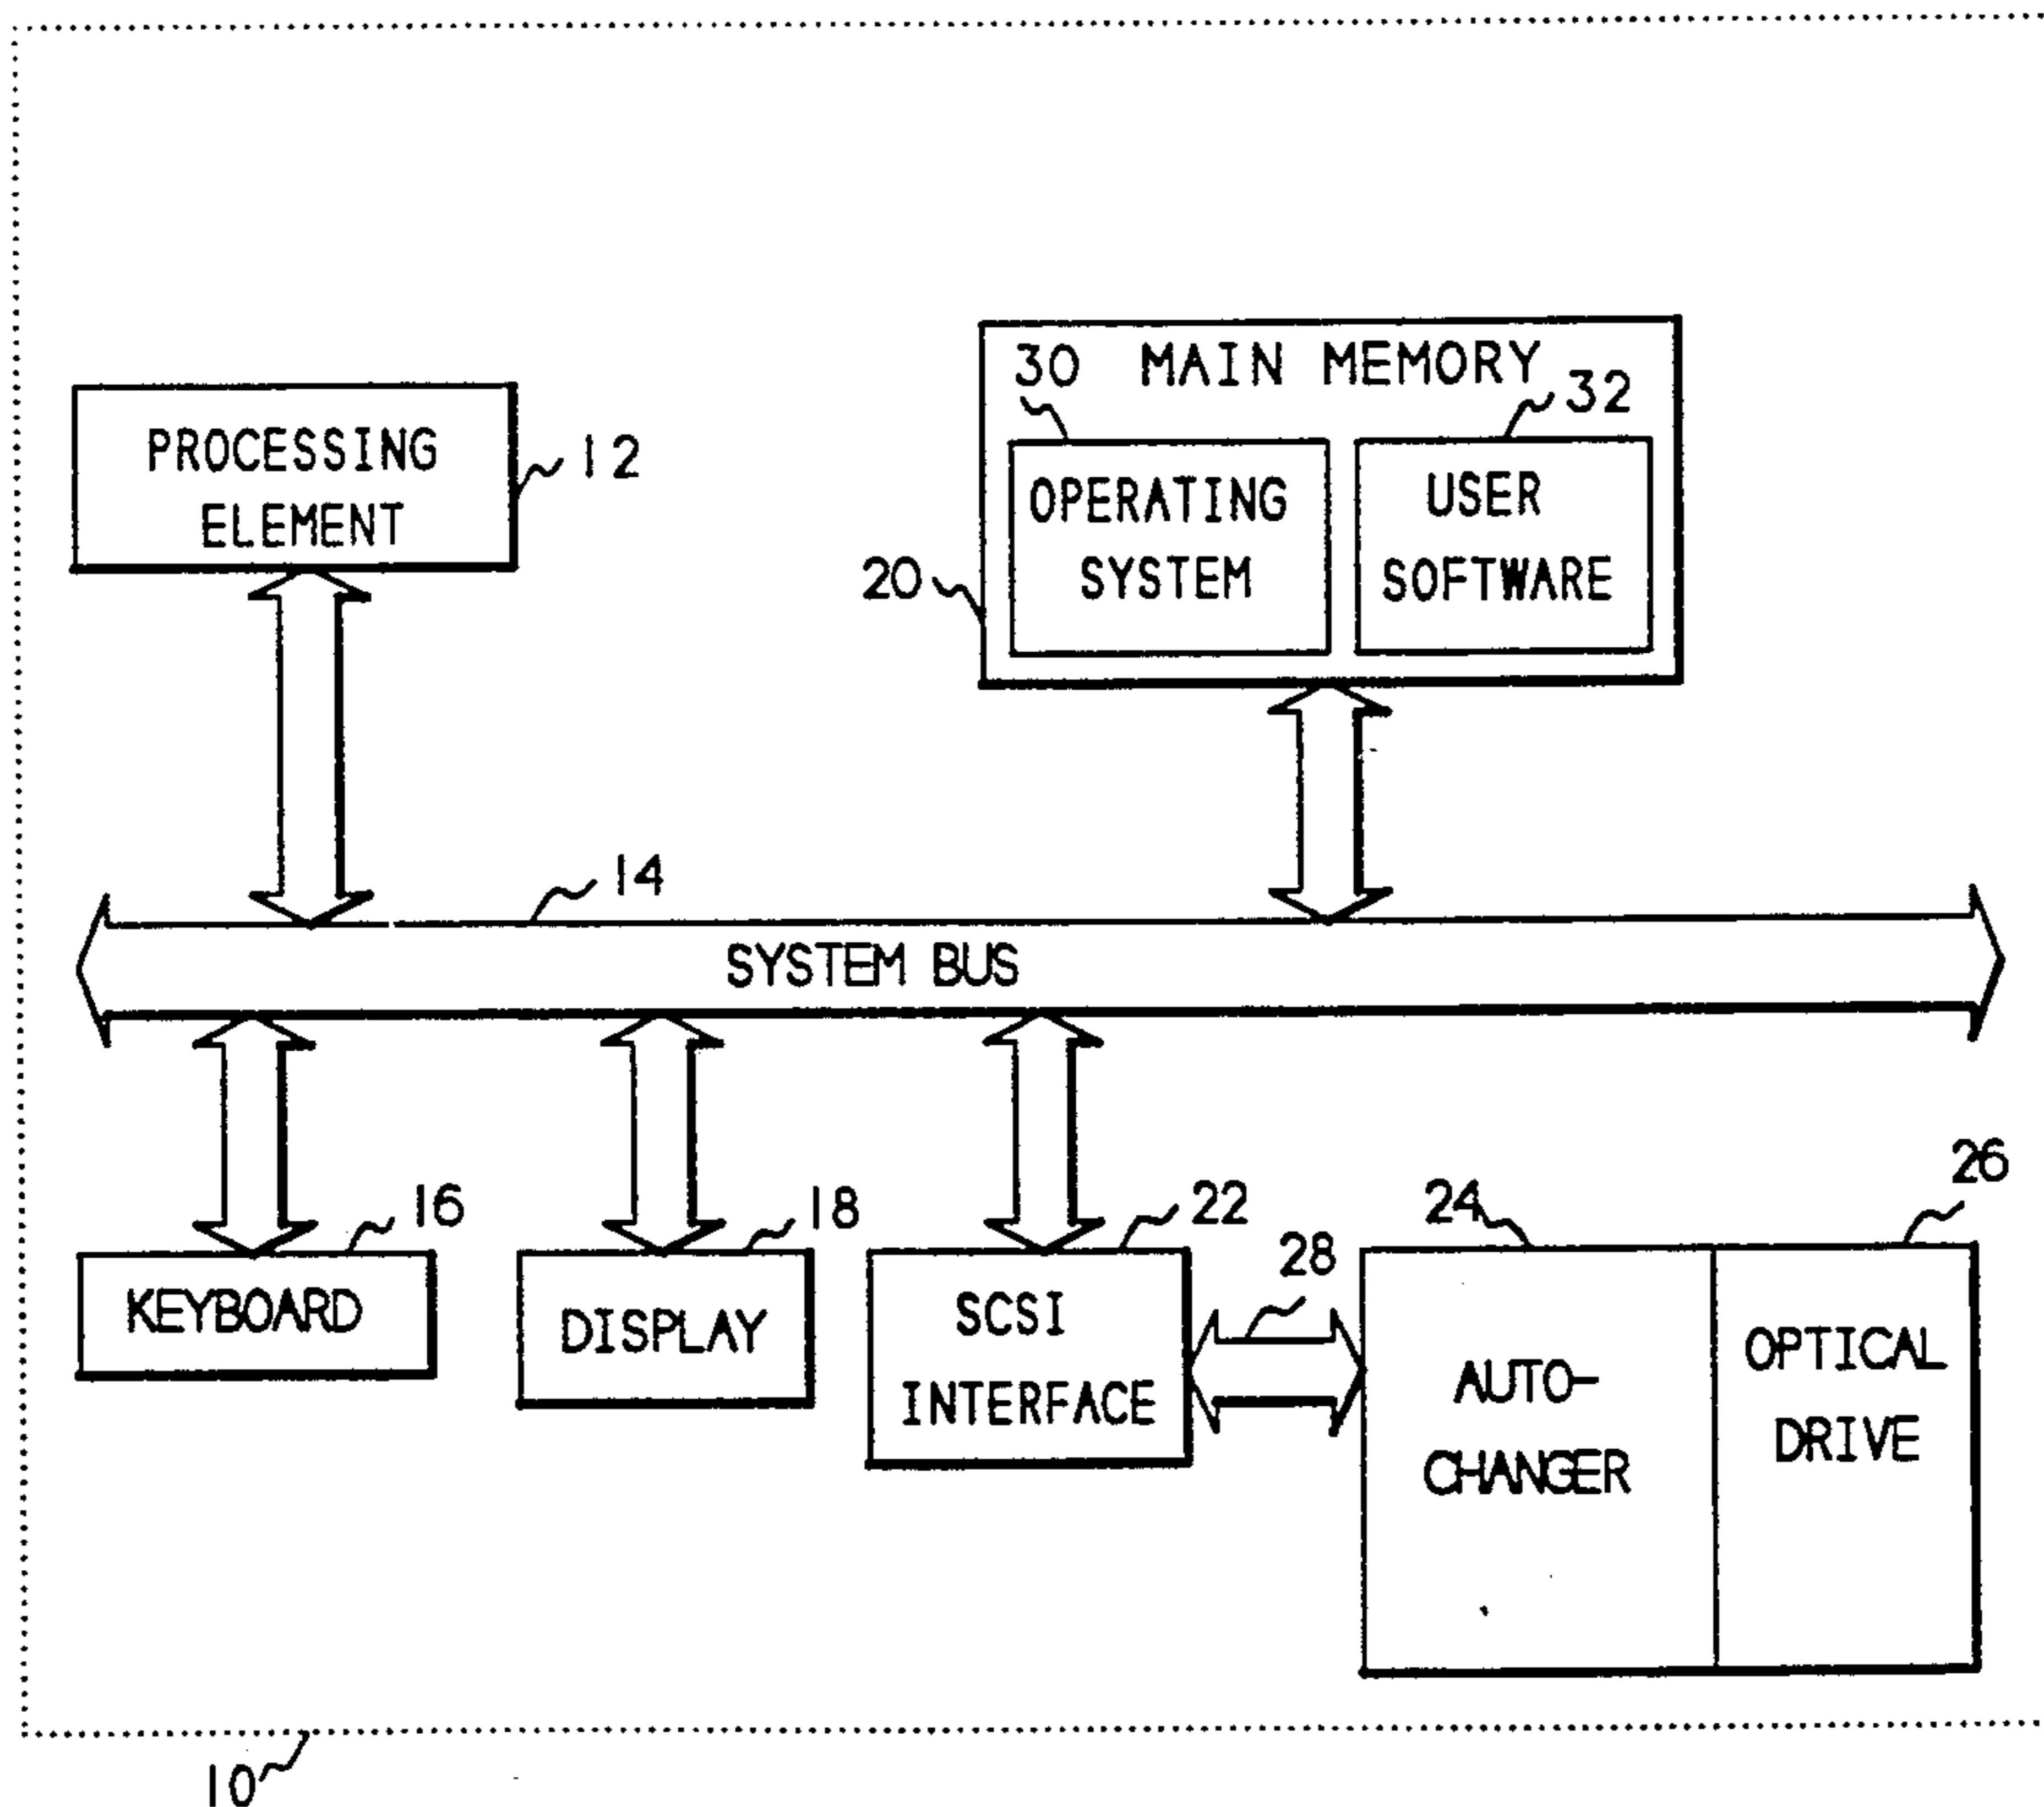 30 MAIN MEMORY
32
PROCESSING
ELEMENT
12
OPERATING
SYSTEM
USER
SOFTWARE
20
14
SYSTEM BUS
16
KEYBOARD
18
DISPLAY
22
SCSI
INTERFACE
28
24
AUTO-
CHANGER
26
OPTICAL
DRIVE
10